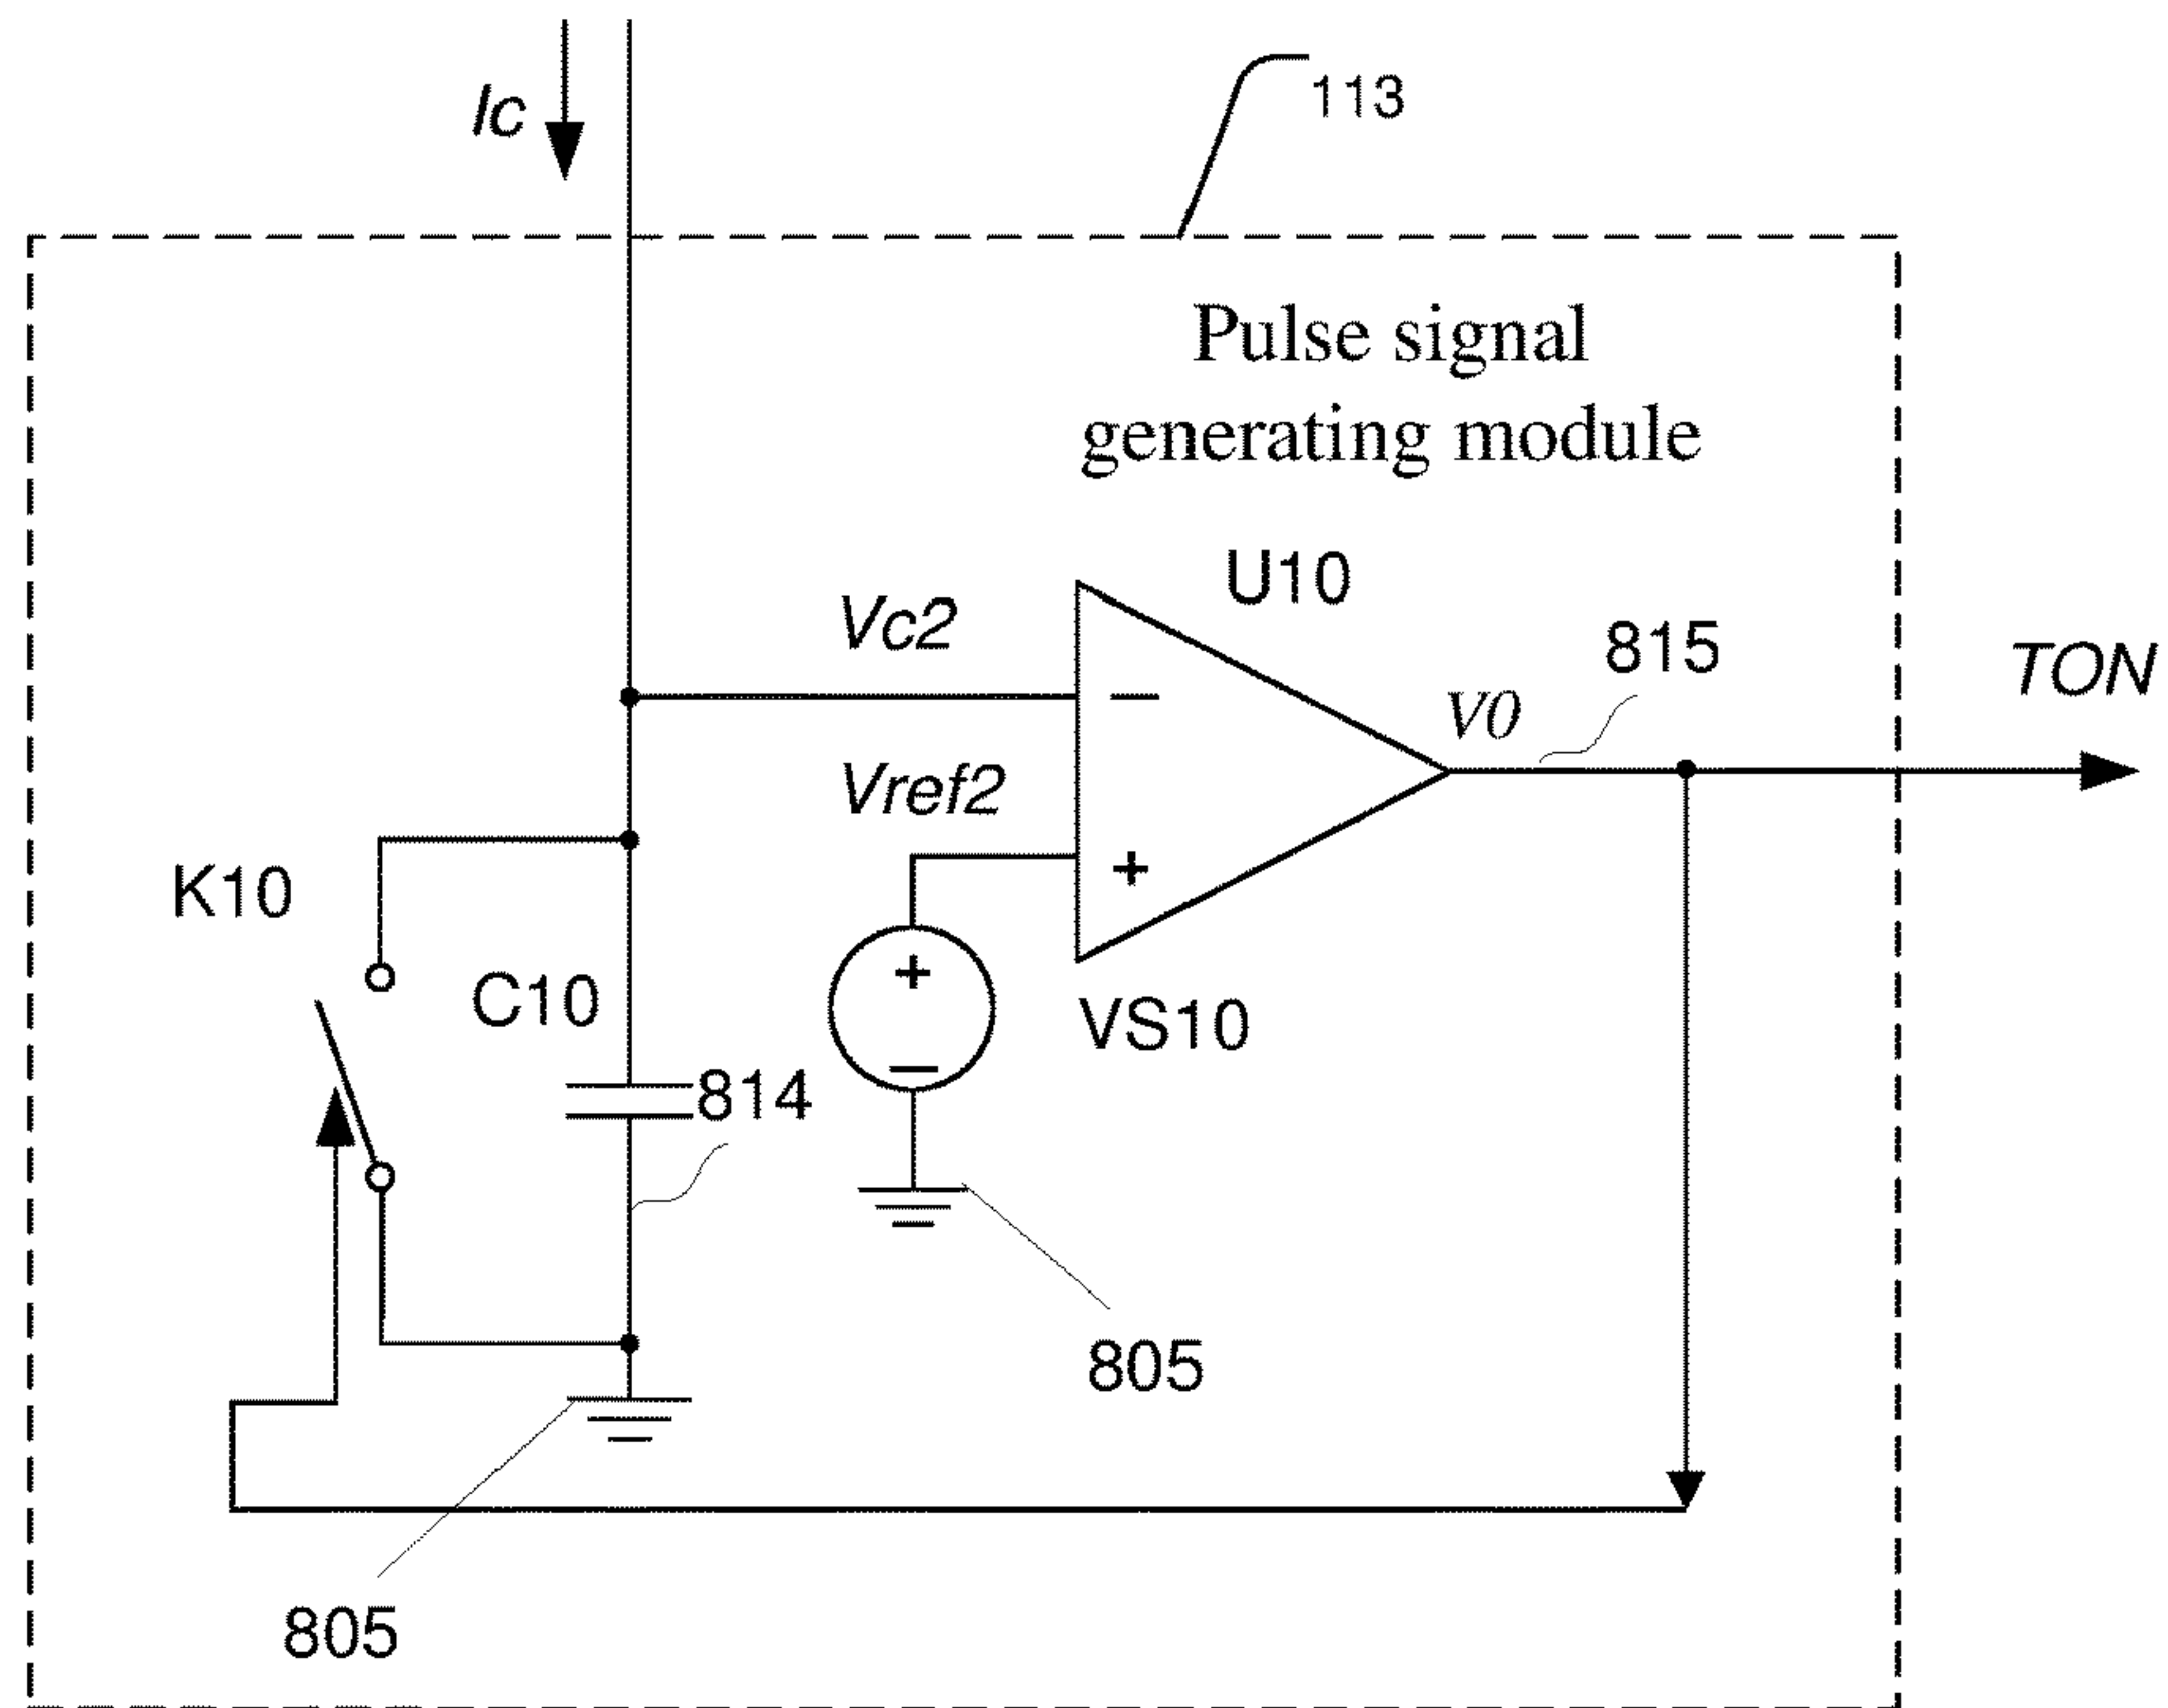 Ic
113
Pulse signal
generating module
U10
Vc2
815
TON
V0
Vref2
K10
C10
VS10
814
805
805